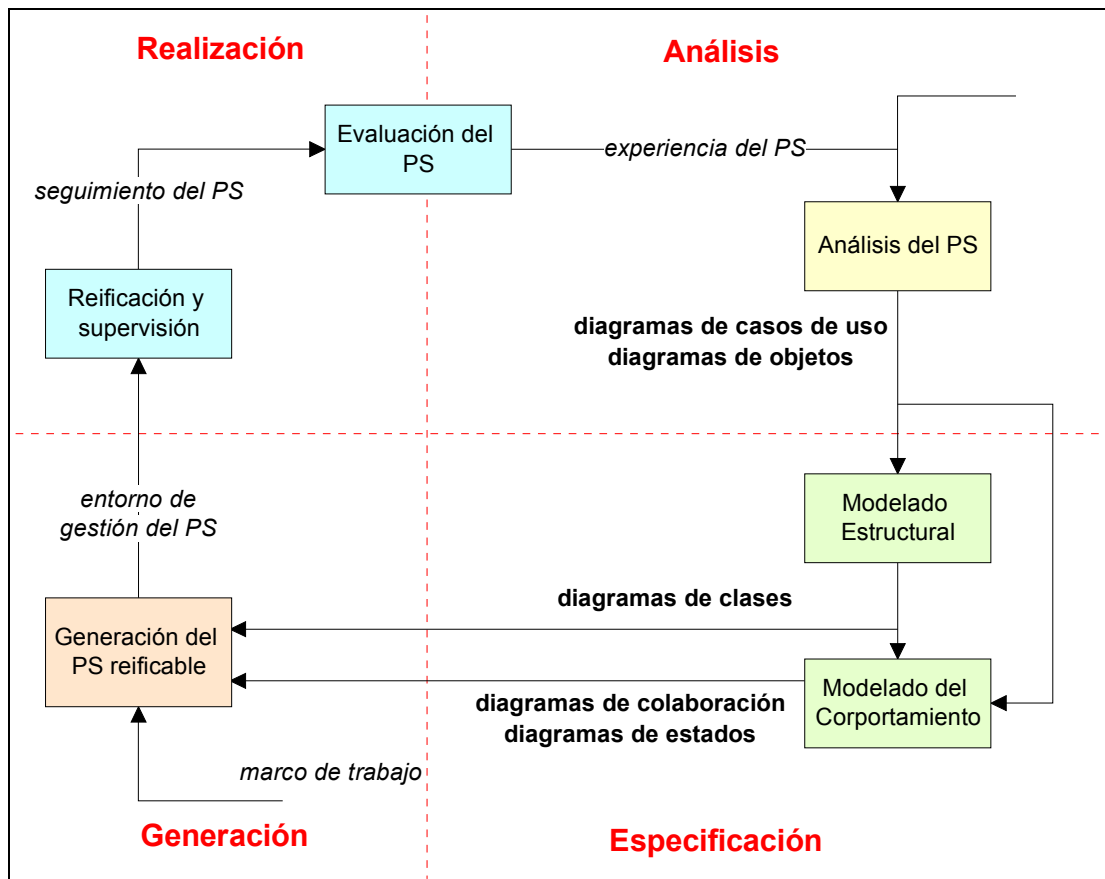 Realización
Análisis
Evaluación del
PS
experiencia del PS
seguimiento del PS
Análisis del PS
Reificación y
supervisión
diagramas de casos de uso
diagramas de objetos
entorno de
gestión del PS
Modelado
Estructural
diagramas de clases
Generación del
PS reificable
Modelado del
Corportamiento
diagramas de colaboración
diagramas de estados
marco de trabajo
Generación
Especificación